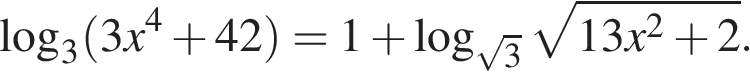 log₃(3x⁴ + 42) = 1 + log_{√3} √(13x² + 2).